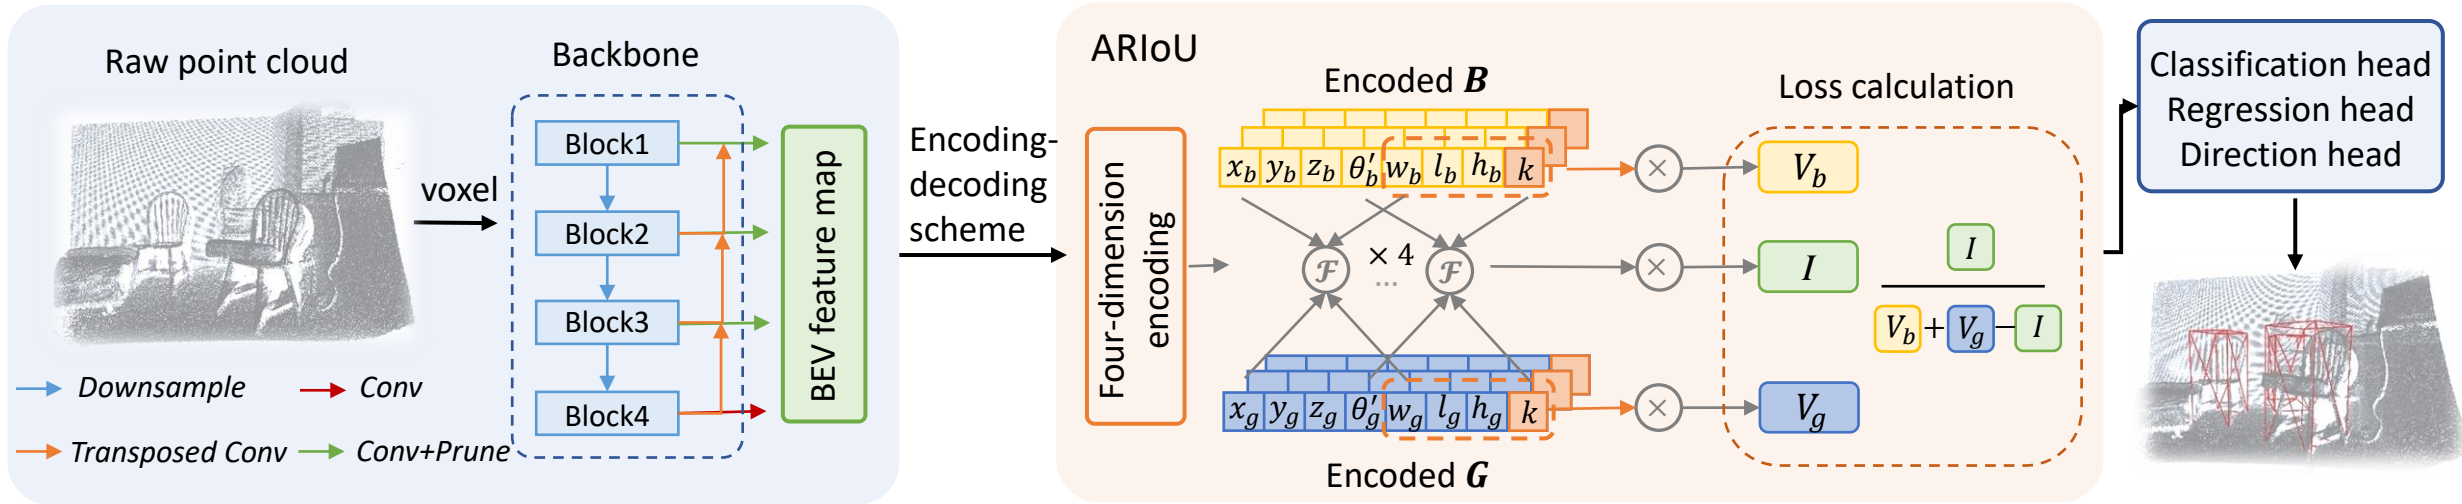 Raw point cloud
voxel
Backbone
Block1
Block2
Block3
Block4
BEV feature map
Downsample
Conv
Transposed Conv
Conv+Prune
Encoding-
decoding
scheme
ARIoU
Four-dimension
encoding
Encoded B
x_b y_b z_b θ'_b w_b l_b h_b k
ℱ × 4 ... ℱ
x_g y_g z_g θ'_g w_g l_g h_g k
Encoded G
×
×
×
Loss calculation
V_b
I
V_g
I
V_b + V_g − I
Classification head
Regression head
Direction head